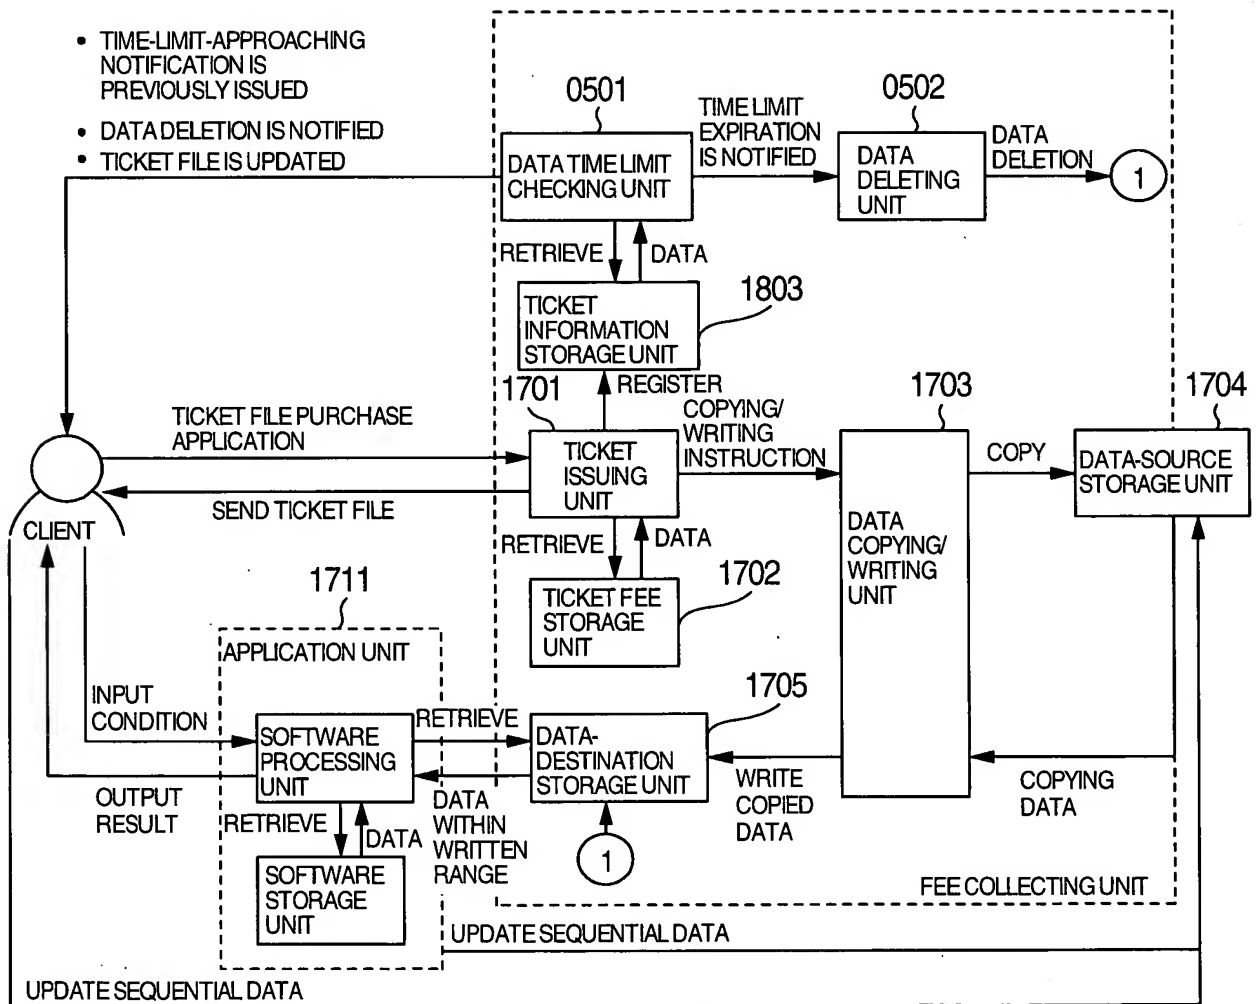 • TIME-LIMIT-APPROACHING
NOTIFICATION IS
PREVIOUSLY ISSUED
• DATA DELETION IS NOTIFIED
• TICKET FILE IS UPDATED
0501
DATA TIME LIMIT
CHECKING UNIT
TIME LIMIT
EXPIRATION
IS NOTIFIED
0502
DATA
DELETING
UNIT
DATA
DELETION
1
RETRIEVE
DATA
1803
TICKET
INFORMATION
STORAGE UNIT
1701
REGISTER
TICKET FILE PURCHASE
APPLICATION
TICKET
ISSUING
UNIT
COPYING/
WRITING
INSTRUCTION
1703
COPY
1704
DATA-SOURCE
STORAGE UNIT
SEND TICKET FILE
CLIENT
RETRIEVE
DATA
DATA
COPYING/
WRITING
UNIT
1702
TICKET FEE
STORAGE
UNIT
1711
APPLICATION UNIT
INPUT
CONDITION
SOFTWARE
PROCESSING
UNIT
RETRIEVE
1705
DATA-
DESTINATION
STORAGE UNIT
OUTPUT
RESULT
RETRIEVE
DATA
DATA
WITHIN
WRITTEN
RANGE
WRITE
COPIED
DATA
COPYING
DATA
1
SOFTWARE
STORAGE
UNIT
FEE COLLECTING UNIT
UPDATE SEQUENTIAL DATA
UPDATE SEQUENTIAL DATA